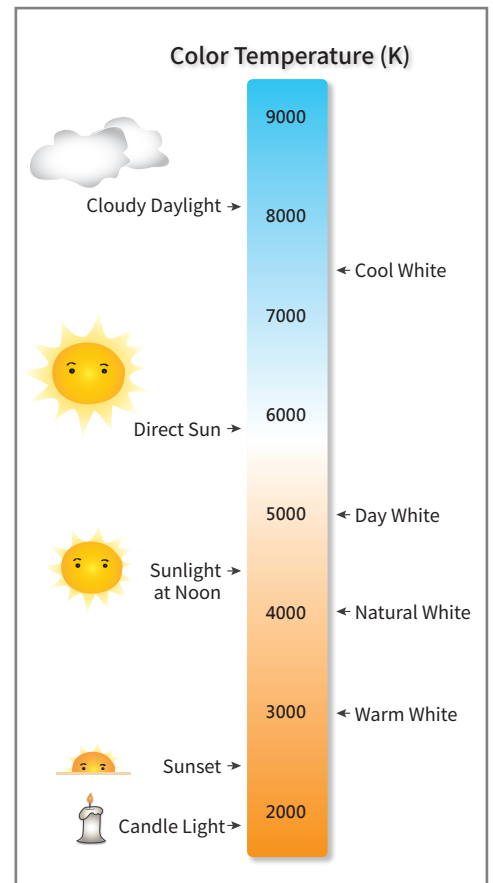 Color Temperature (K)
9000
Cloudy Daylight
8000
Cool White
7000
6000
Direct Sun
5000
Day White
Sunlight
at Noon
4000
Natural White
3000
Warm White
Sunset
2000
Candle Light